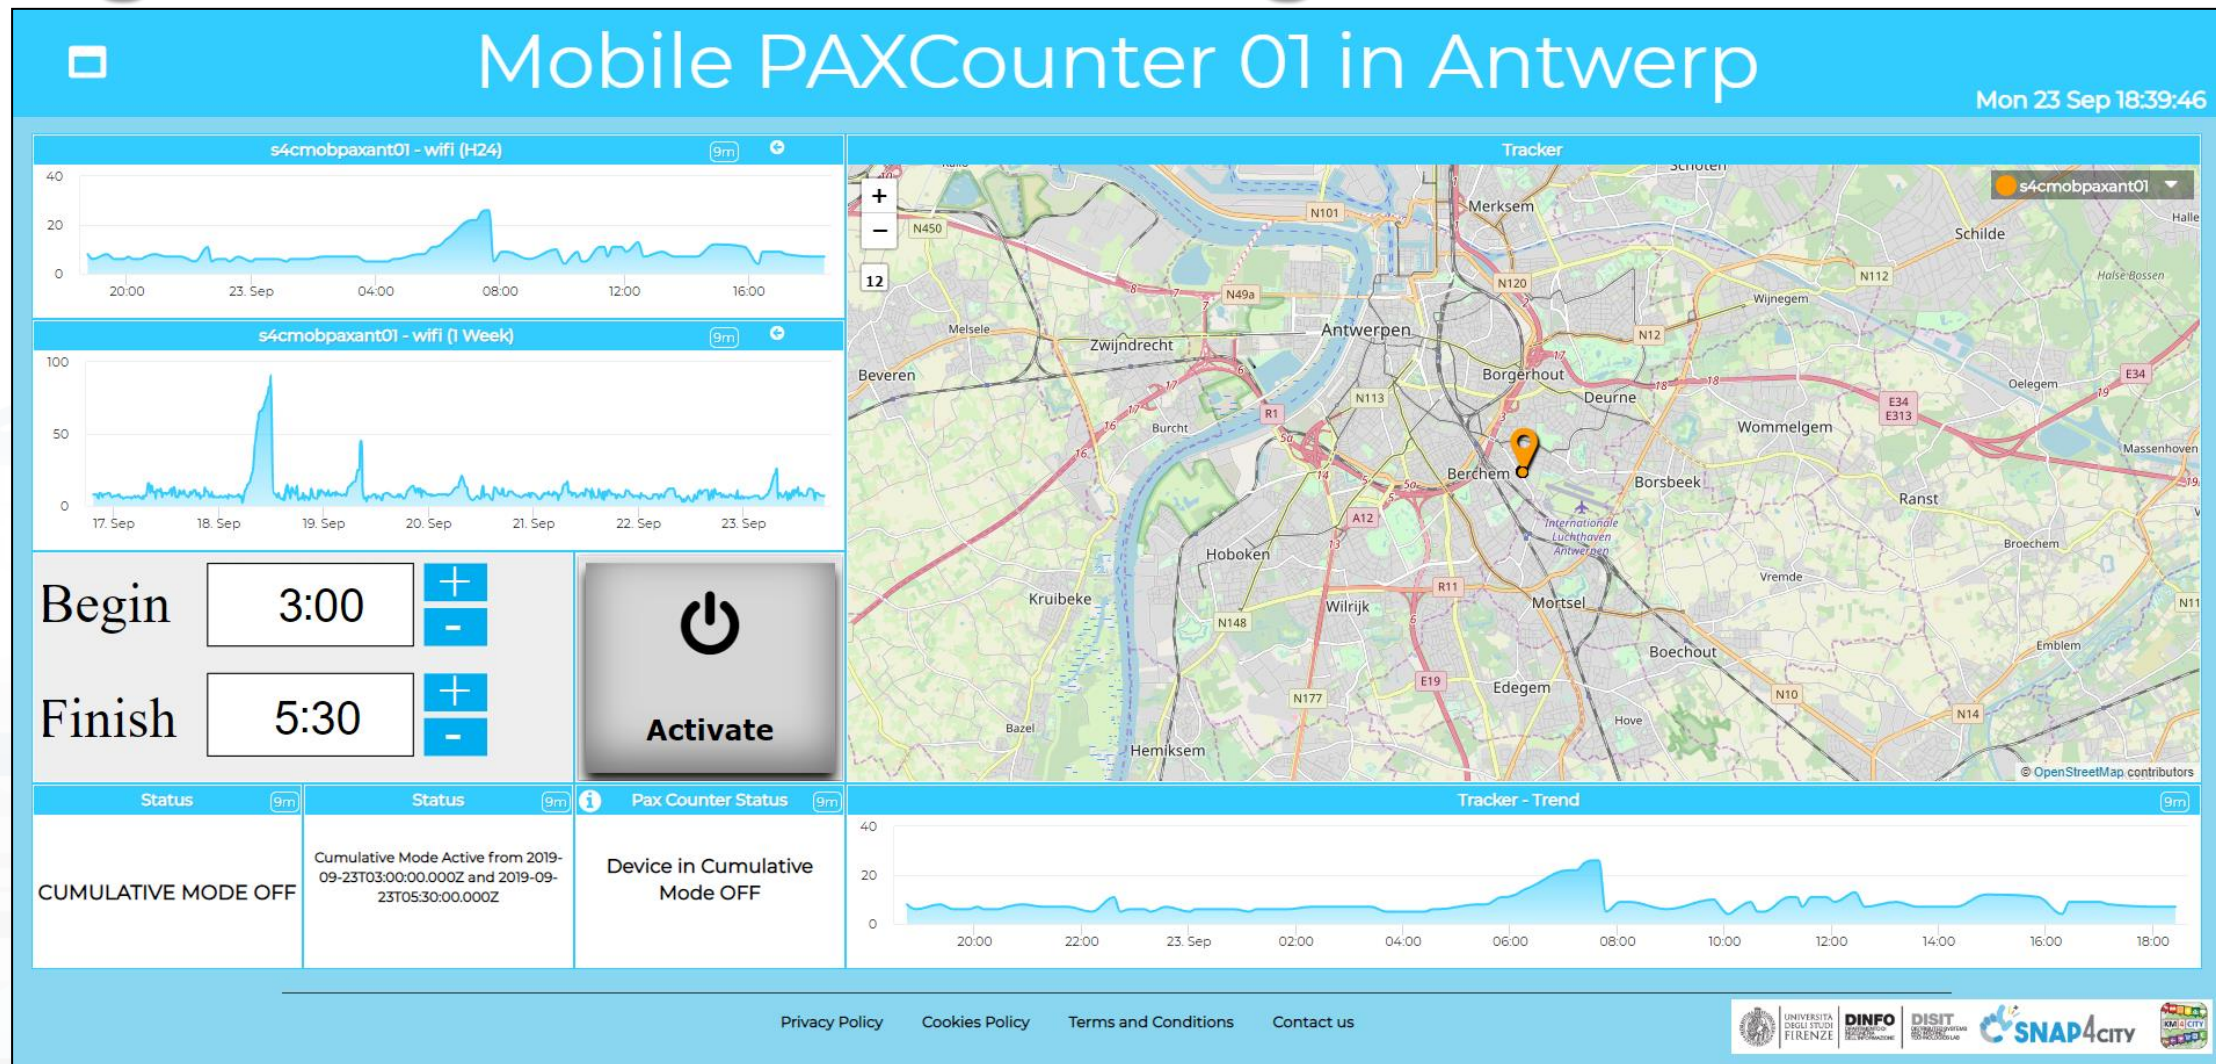 Mobile PAXCounter 01 in Antwerp
Mon 23 Sep 18:39:46
s4cmobpaxant01 - wifi (H24)
9m
40
20
0
20:00 23. Sep 04:00 08:00 12:00 16:00
s4cmobpaxant01 - wifi (1 Week)
9m
100
50
0
17. Sep 18. Sep 19. Sep 20. Sep 21. Sep 22. Sep 23. Sep
Begin
3:00
+
-
Finish
5:30
+
-
Activate
Status
9m
CUMULATIVE MODE OFF
Status
9m
Cumulative Mode Active from 2019-
09-23T03:00:00.000Z and 2019-09-
23T05:30:00.000Z
Pax Counter Status
9m
Device in Cumulative
Mode OFF
Tracker
+
-
12
s4cmobpaxant01
Schoten
Merksem
N101
N450
Halle
Schilde
N112
Halse Bossen
N120
N49a
Wijnegem
Melsele
Antwerpen
N12
Zwijndrecht
Beveren
Borgerhout
E34
Oelegem
Deurne
N113
E34
E313
R1
Burcht
Wommelgem
Massenhoven
Berchem
Borsbeek
Ranst
A12
Internationale
Luchthaven
Antwerpen
Broechem
Hoboken
Vremde
R11
Kruibeke
Wilrijk
Mortsel
N11
N148
Boechout
Emblem
E19
Edegem
N177
N10
N14
Bazel
Hove
Hemiksem
© OpenStreetMap contributors
Tracker - Trend
9m
40
20
0
20:00 22:00 23. Sep 02:00 04:00 06:00 08:00 10:00 12:00 14:00 16:00 18:00
Privacy Policy Cookies Policy Terms and Conditions Contact us
UNIVERSITÀ
DEGLI STUDI
FIRENZE
DINFO
DISIT
SNAP4CITY